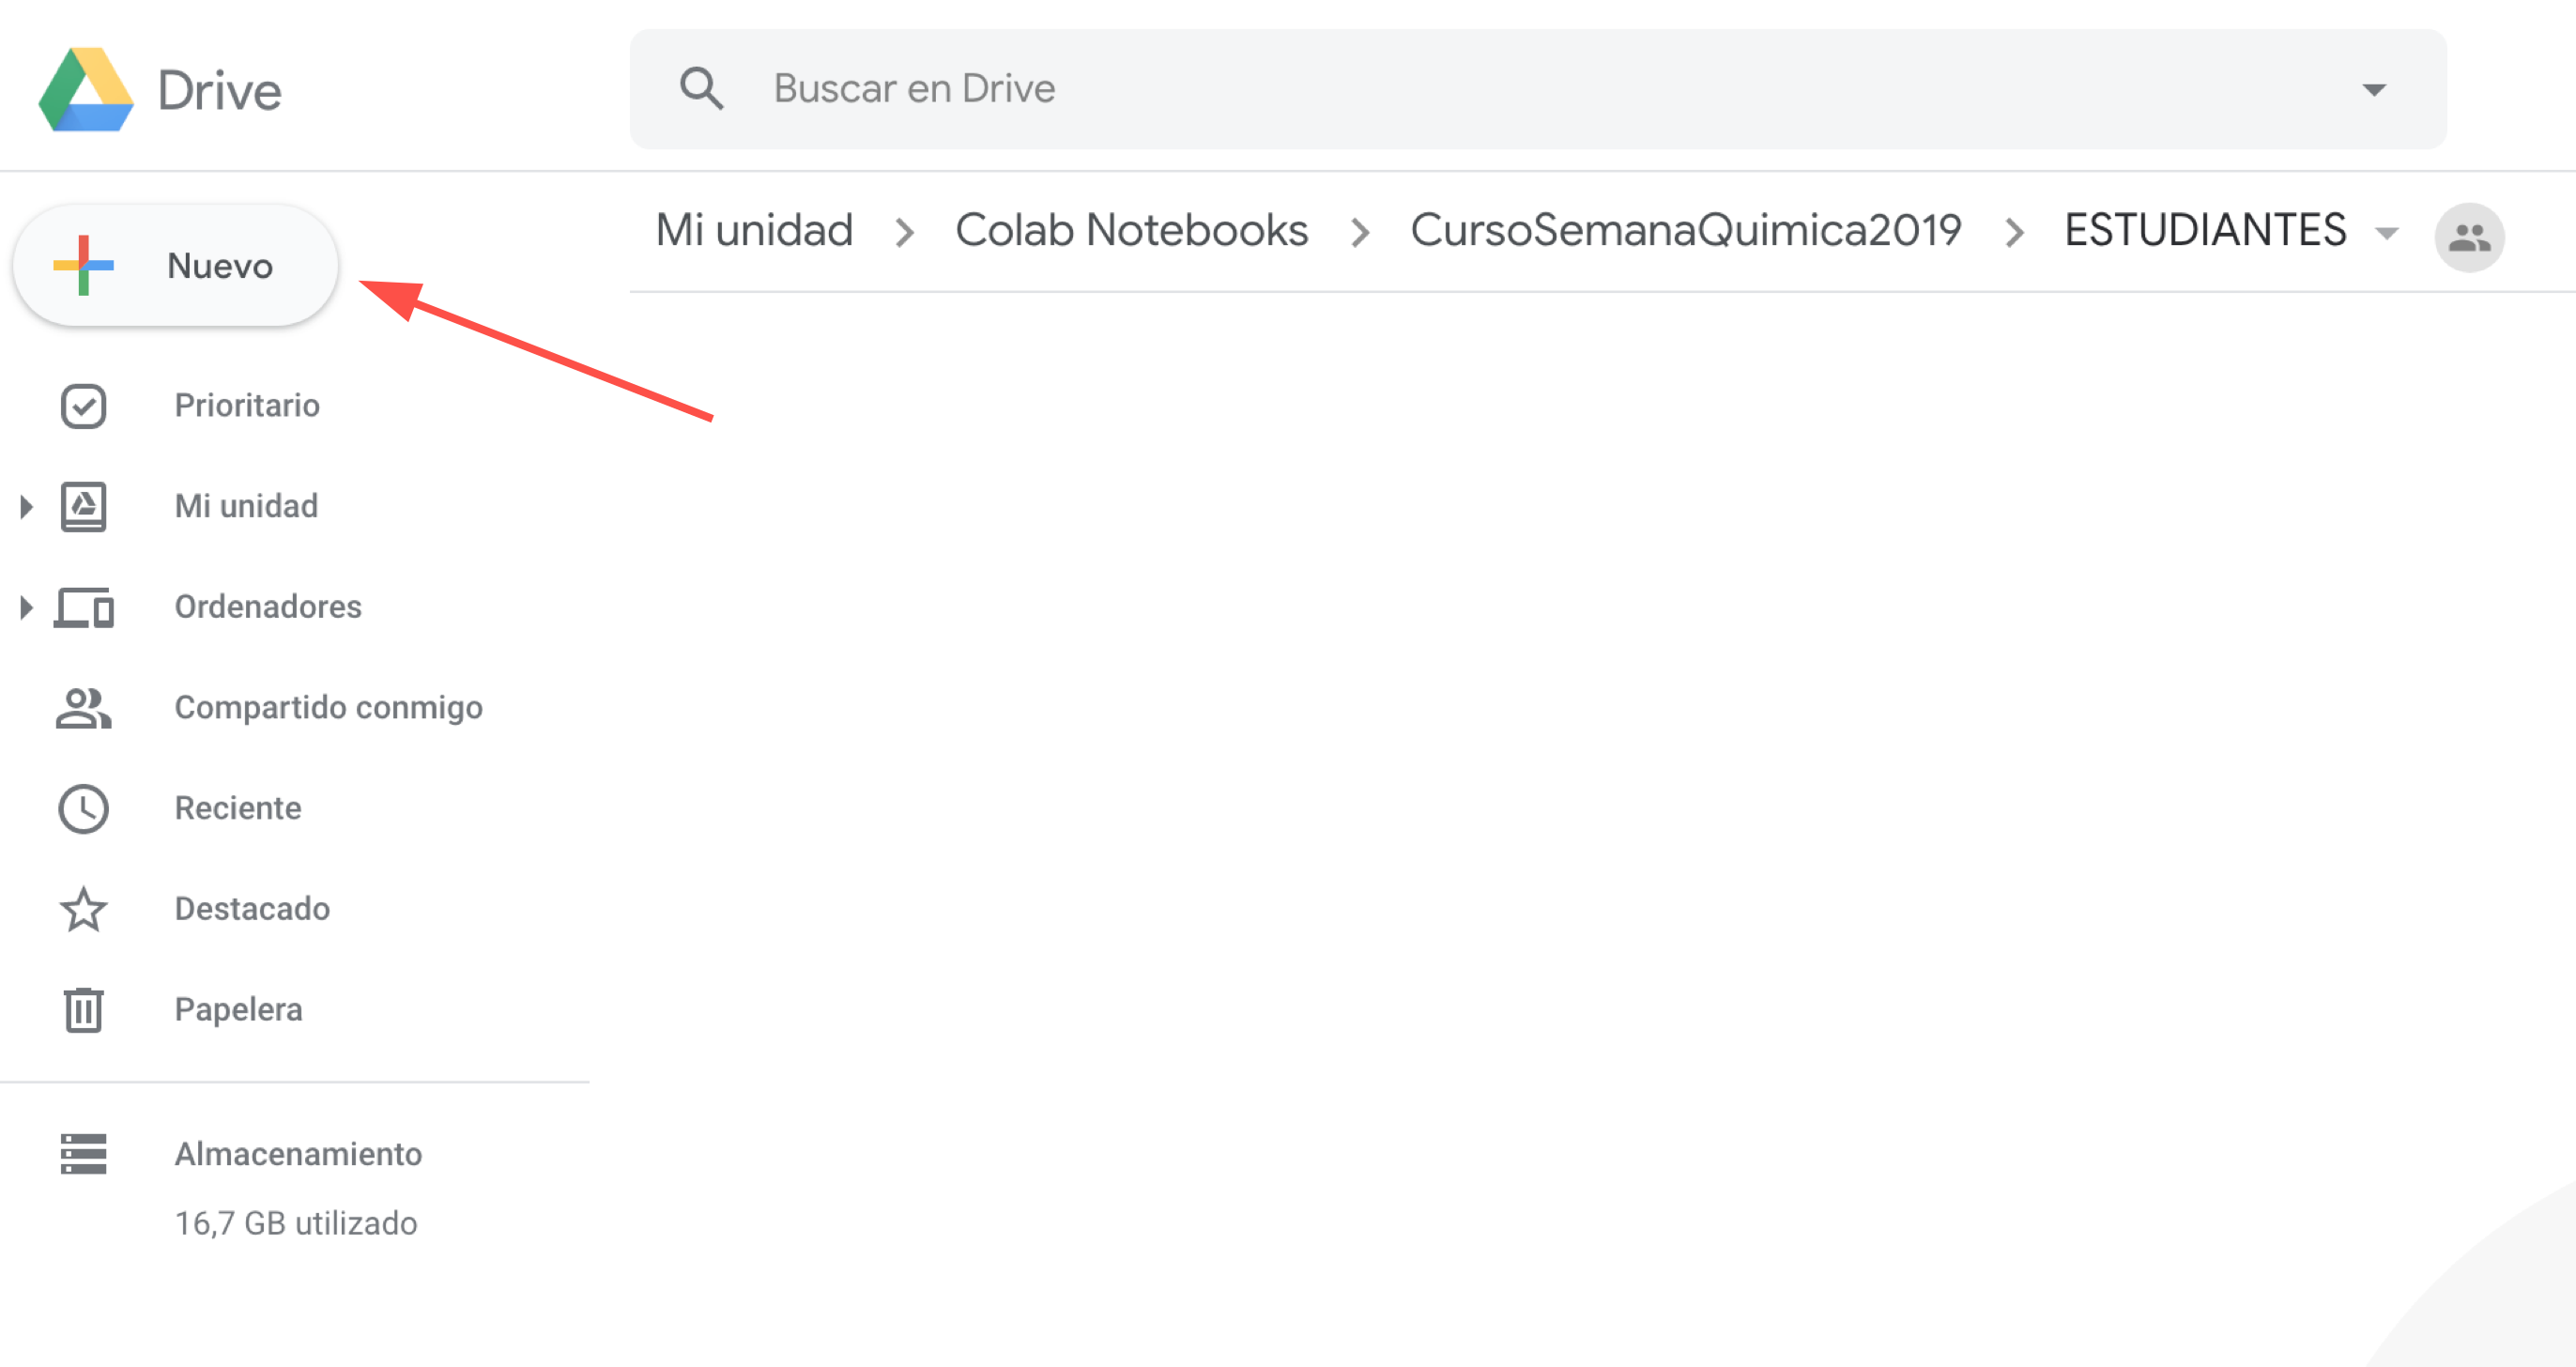 Drive
Buscar en Drive
Nuevo
Mi unidad > Colab Notebooks > CursoSemanaQuimica2019 > ESTUDIANTES
Prioritario
Mi unidad
Ordenadores
Compartido conmigo
Reciente
Destacado
Papelera
Almacenamiento
16,7 GB utilizado